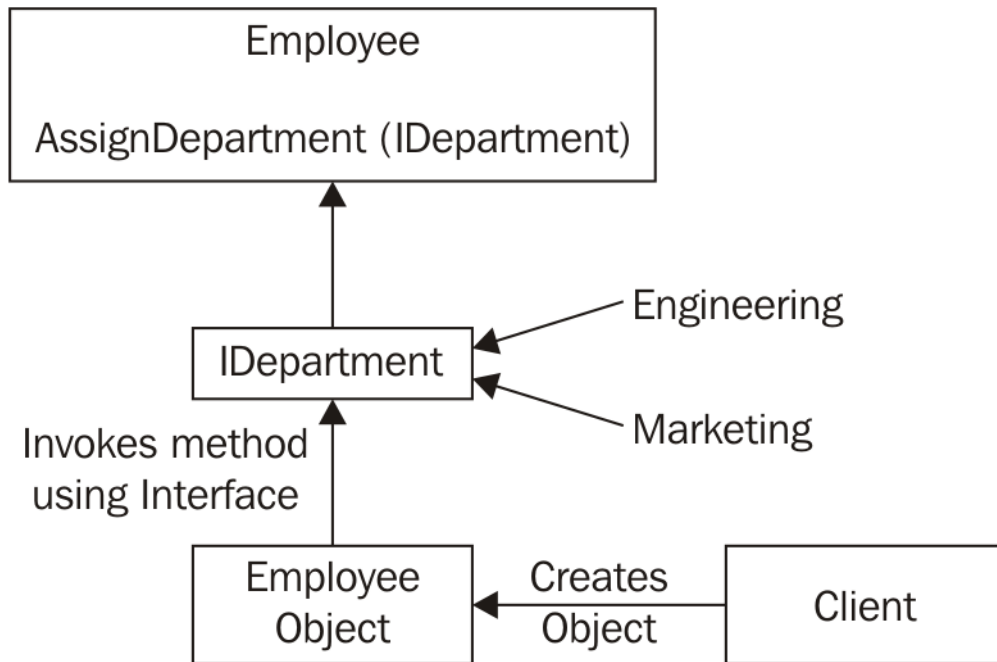 Employee
AssignDepartment (IDepartment)
Engineering
IDepartment
Marketing
Invokes method
using Interface
Employee
Object
Creates
Object
Client